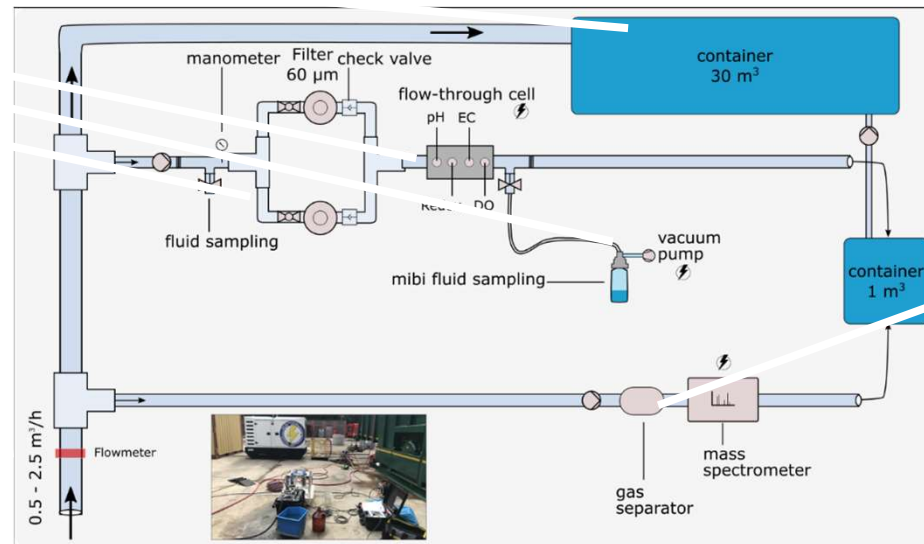 container
30 m³
manometer
Filter
60 µm
check valve
flow-through cell
pH
EC
DO
fluid sampling
vacuum
pump
mibi fluid sampling
container
1 m³
0.5 - 2.5 m³/h
Flowmeter
mass
spectrometer
gas
separator